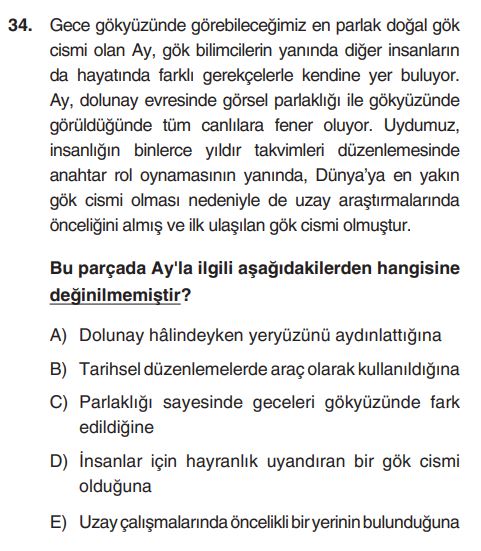 34. Gece gökyüzünde görebileceğimiz en parlak doğal gök
cismi olan Ay, gök bilimcilerin yanında diğer insanların
da hayatında farklı gerekçelerle kendine yer buluyor.
Ay, dolunay evresinde görsel parlaklığı ile gökyüzünde
görüldüğünde tüm canlılara fener oluyor. Uydumuz,
insanlığın binlerce yıldır takvimleri düzenlemesinde
anahtar rol oynamasının yanında, Dünya'ya en yakın
gök cismi olması nedeniyle de uzay araştırmalarında
önceliğini almış ve ilk ulaşılan gök cismi olmuştur.
Bu parçada Ay'la ilgili aşağıdakilerden hangisine
değinilmemiştir?
A) Dolunay hâlindeyken yeryüzünü aydınlattığına
B) Tarihsel düzenlemelerde araç olarak kullanıldığına
C) Parlaklığı sayesinde geceleri gökyüzünde fark
edildiğine
D) İnsanlar için hayranlık uyandıran bir gök cismi
olduğuna
E) Uzay çalışmalarında öncelikli bir yerinin bulunduğuna